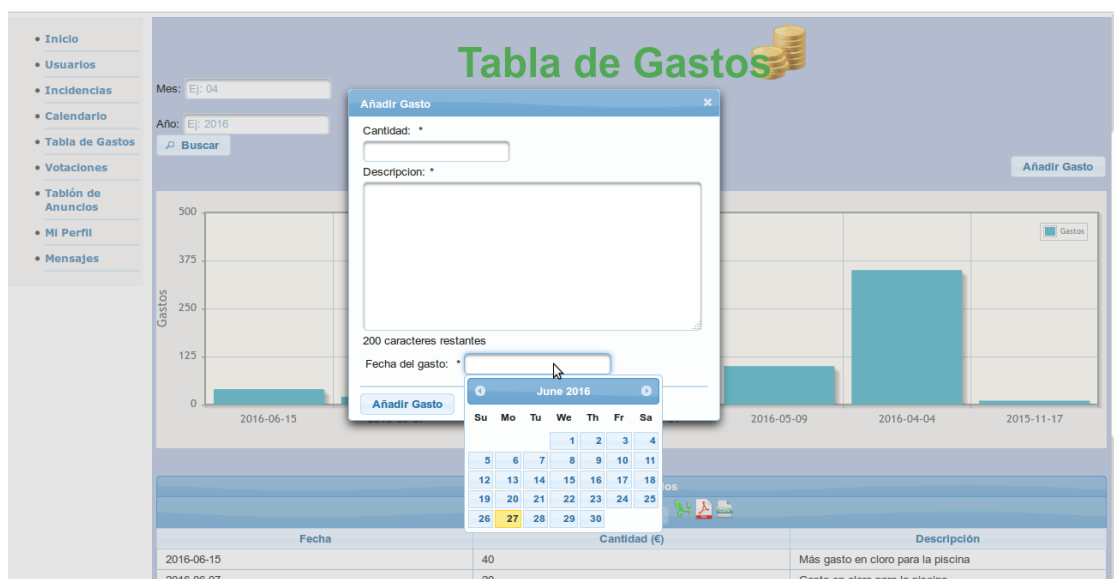 Inicio
Usuarios
Incidencias
Calendario
Tabla de Gastos
Votaciones
Tablón de
Anuncios
Mi Perfil
Mensajes
Tabla de Gastos
Mes: Ej: 04
Año: Ej: 2016
Buscar
Añadir Gasto
Añadir Gasto
Cantidad: *
Descripcion: *
200 caracteres restantes
Fecha del gasto: *
Añadir Gasto
June 2016
Su Mo Tu We Th Fr Sa
1 2 3 4
5 6 7 8 9 10 11
12 13 14 15 16 17 18
19 20 21 22 23 24 25
26 27 28 29 30
Gastos
500
375
250
125
0
Gastos
2016-06-15 2016-05-09 2016-04-04 2015-11-17
Fecha Cantidad (€) Descripción
2016-06-15 40 Más gasto en cloro para la piscina